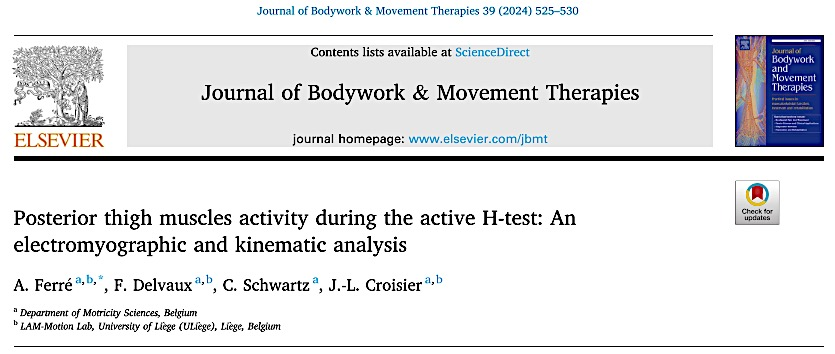 Journal of Bodywork & Movement Therapies 39 (2024) 525–530
Contents lists available at ScienceDirect
Journal of Bodywork & Movement Therapies
journal homepage: www.elsevier.com/jbmt
ELSEVIER
Journal of
Bodywork
and
Movement
Therapies
Check for
updates
Posterior thigh muscles activity during the active H-test: An
electromyographic and kinematic analysis
A. Ferré a,b,*, F. Delvaux a,b, C. Schwartz a, J.-L. Croisier a,b
a Department of Motricity Sciences, Belgium
b LAM-Motion Lab, University of Liège (ULiege), Liège, Belgium